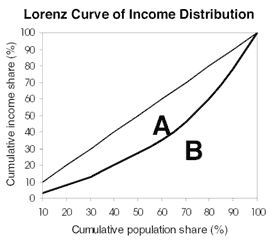 Lorenz Curve of Income Distribution
Cumulative income share (%)
100
90
80
70
60
50
40
30
20
10
0
A
B
10 20 30 40 50 60 70 80 90 100
Cumulative population share (%)